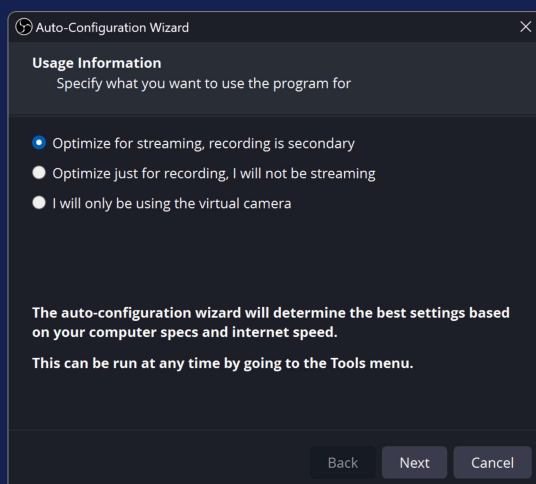 Auto-Configuration Wizard
Usage Information
Specify what you want to use the program for
Optimize for streaming, recording is secondary
Optimize just for recording, I will not be streaming
I will only be using the virtual camera
The auto-configuration wizard will determine the best settings based
on your computer specs and internet speed.
This can be run at any time by going to the Tools menu.
Back Next Cancel